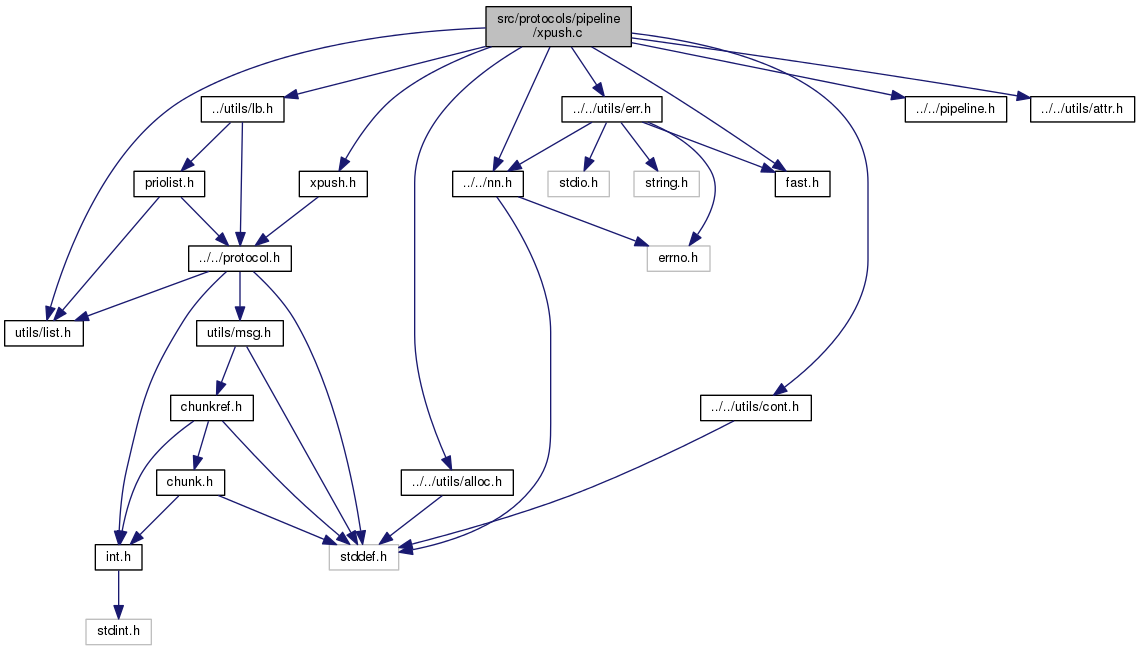 src/protocols/pipeline
/xpush.c
../utils/lb.h
../../utils/err.h
../../pipeline.h
../../utils/attr.h
priolist.h
xpush.h
../../nn.h
stdio.h
string.h
fast.h
../../protocol.h
errno.h
utils/list.h
utils/msg.h
chunkref.h
../../utils/cont.h
chunk.h
../../utils/alloc.h
int.h
stddef.h
stdint.h